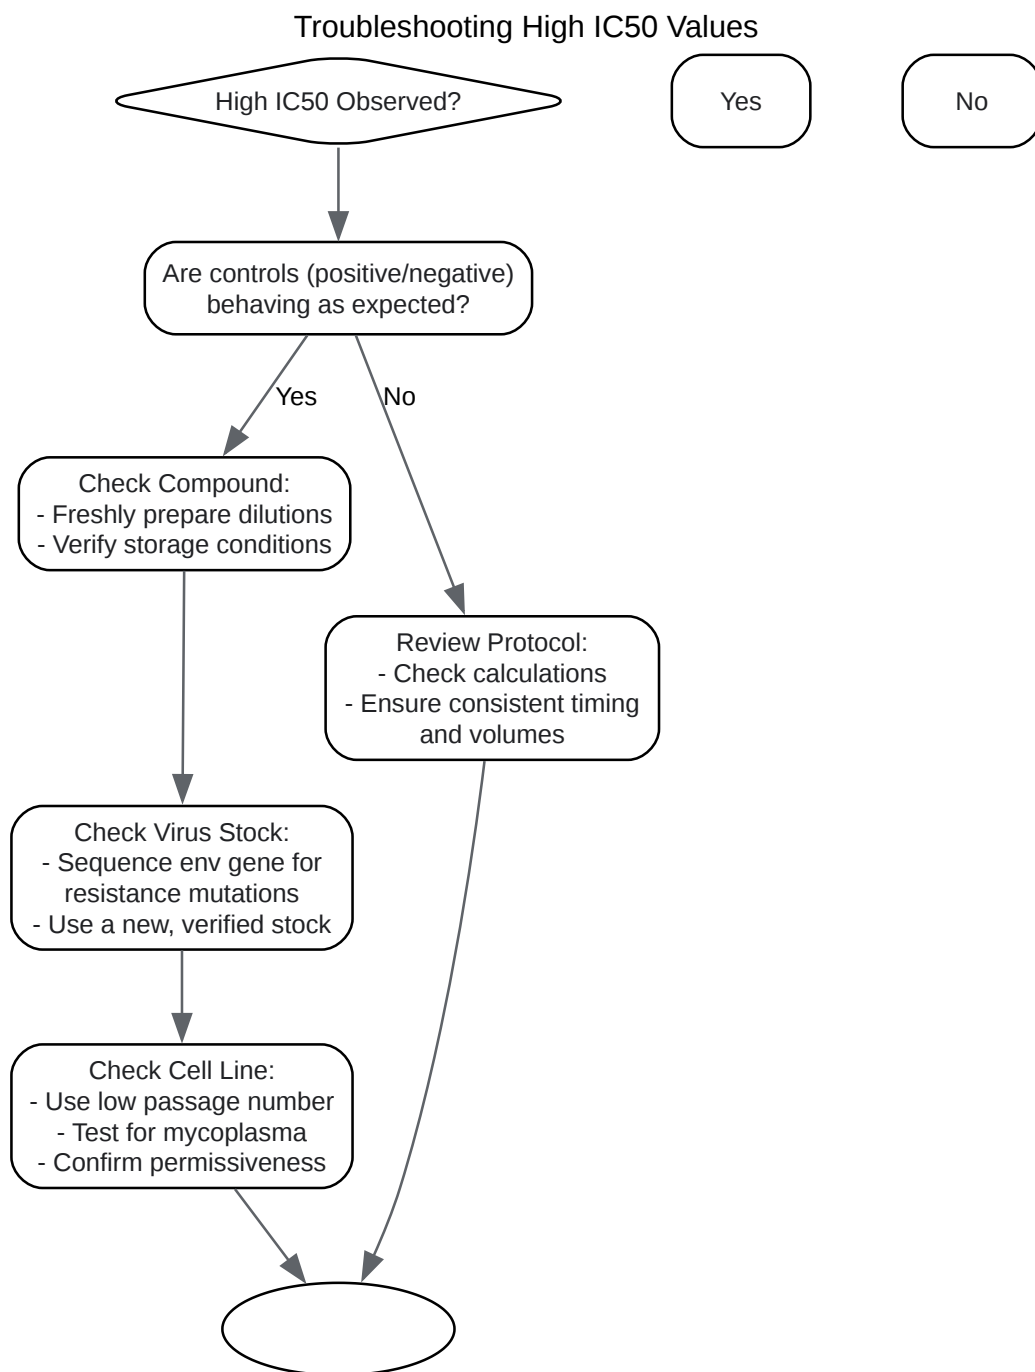 Troubleshooting High IC50 Values
High IC50 Observed?
Yes
No
Are controls (positive/negative)
behaving as expected?
Yes
No
Check Compound:
- Freshly prepare dilutions
- Verify storage conditions
Review Protocol:
- Check calculations
- Ensure consistent timing
and volumes
Check Virus Stock:
- Sequence env gene for
resistance mutations
- Use a new, verified stock
Check Cell Line:
- Use low passage number
- Test for mycoplasma
- Confirm permissiveness